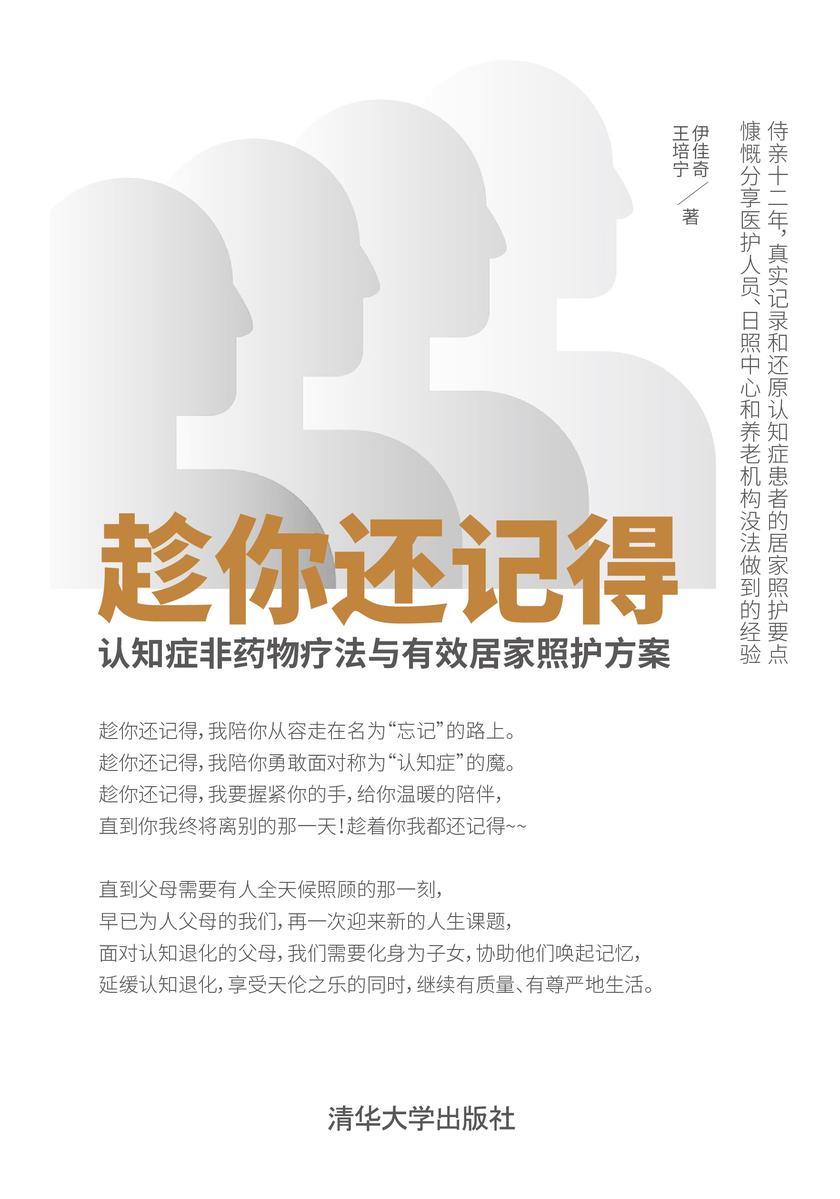 侍亲十二年，真实记录和还原认知症患者的居家照护要点
慷慨分享医护人员、日照中心和养老机构没法做到的经验
伊佳奇
王培宁
／著
趁你还记得
认知症非药物疗法与有效居家照护方案
趁你还记得，我陪你从容走在名为“忘记”的路上。
趁你还记得，我陪你勇敢面对称为“认知症”的魔。
趁你还记得，我要握紧你的手，给你温暖的陪伴，
直到你我终将离别的那一天！趁着你我都还记得~~
直到父母需要有人全天候照顾的那一刻，
早已为人父母的我们，再一次迎来新的人生课题，
面对认知退化的父母，我们需要化身为子女，协助他们唤起记忆，
延缓认知退化，享受天伦之乐的同时，继续有质量、有尊严地生活。
清华大学出版社